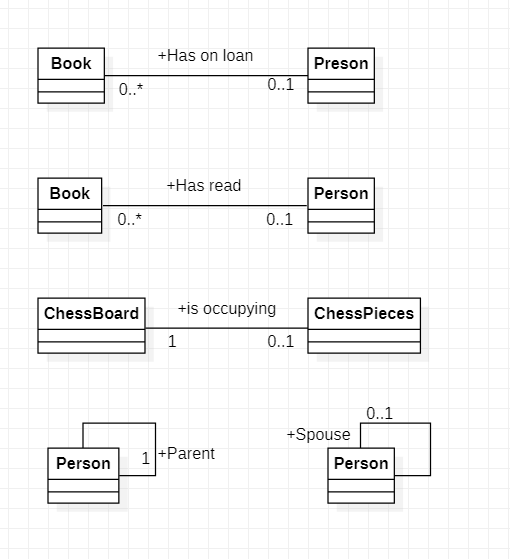 +Has on loan
Book
Preson
0..*
0..1
+Has read
Book
Person
0..*
0..1
+is occupying
ChessBoard
ChessPieces
1
0..1
0..1
+Spouse
Person
1
+Parent
Person